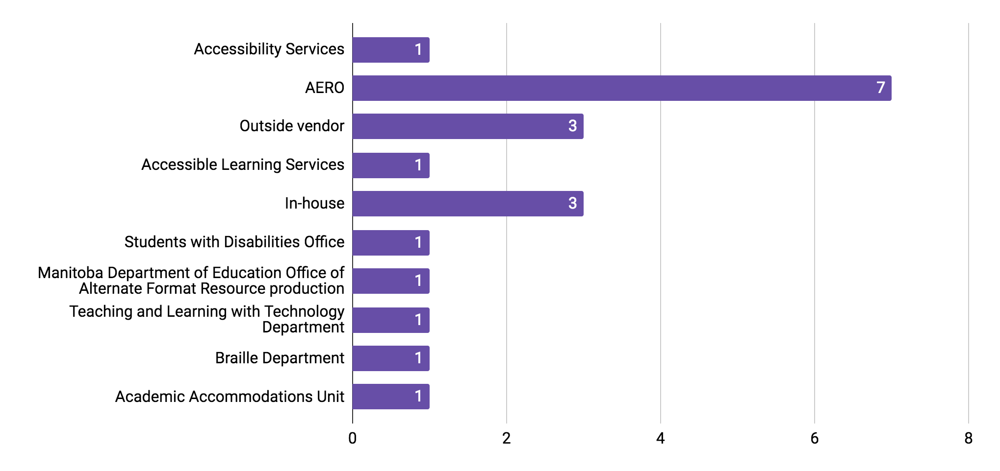 Accessibility Services
1
AERO
7
Outside vendor
3
Accessible Learning Services
1
In-house
3
Students with Disabilities Office
1
Manitoba Department of Education Office of
Alternate Format Resource production
1
Teaching and Learning with Technology
Department
1
Braille Department
1
Academic Accommodations Unit
1
0 2 4 6 8